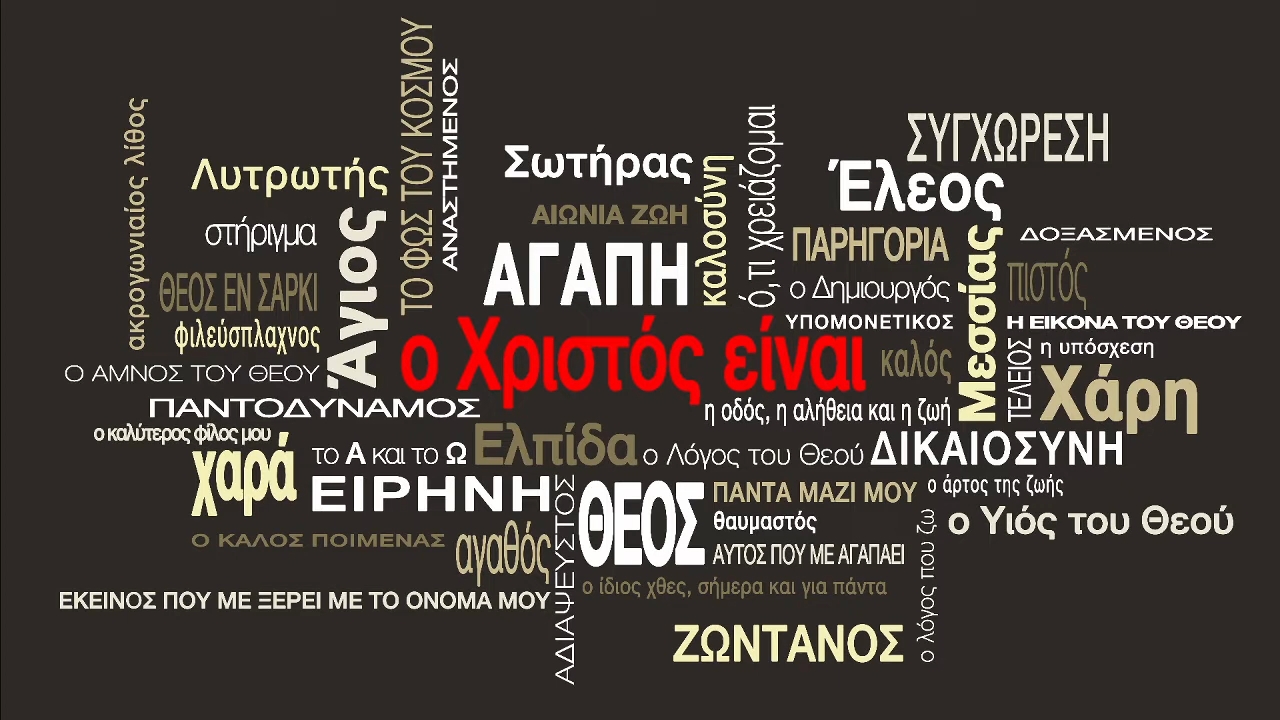 ακρογωνιαίος λίθος
Λυτρωτής
στήριγμα
ΘΕΟΣ ΕΝ ΣΑΡΚΙ
φιλεύσπλαχνος
Ο ΑΜΝΟΣ ΤΟΥ ΘΕΟΥ
Άγιος
ΤΟ ΦΩΣ ΤΟΥ ΚΟΣΜΟΥ
ΑΝΑΣΤΗΜΕΝΟΣ
Σωτήρας
ΑΙΩΝΙΑ ΖΩΗ
ΑΓΑΠΗ
καλοσύνη
ό,τι χρειάζομαι
ΣΥΓΧΩΡΕΣΗ
Έλεος
ΠΑΡΗΓΟΡΙΑ
ο Δημιουργός
ΥΠΟΜΟΝΕΤΙΚΟΣ
Μεσσίας
ΔΟΞΑΣΜΕΝΟΣ
πιστός
Η ΕΙΚΟΝΑ ΤΟΥ ΘΕΟΥ
ο Χριστός είναι
καλός
ΤΕΛΕΙΟΣ
η υπόσχεση
Χάρη
ΠΑΝΤΟΔΥΝΑΜΟΣ
η οδός, η αλήθεια και η ζωή
ο καλύτερος φίλος μου
χαρά
το Α και το Ω
Ελπίδα
ο Λόγος του Θεού
ΔΙΚΑΙΟΣΥΝΗ
ΕΙΡΗΝΗ
ΑΔΙΑΨΕΥΣΤΟΣ
ΘΕΟΣ
ΠΑΝΤΑ ΜΑΖΙ ΜΟΥ
ο άρτος της ζωής
θαυμαστός
ο Υιός του Θεού
Ο ΚΑΛΟΣ ΠΟΙΜΕΝΑΣ
αγαθός
ΑΥΤΟΣ ΠΟΥ ΜΕ ΑΓΑΠΑΕΙ
ο ίδιος χθες, σήμερα και για πάντα
ο λόγος που ζω
ΕΚΕΙΝΟΣ ΠΟΥ ΜΕ ΞΕΡΕΙ ΜΕ ΤΟ ΟΝΟΜΑ ΜΟΥ
ΖΩΝΤΑΝΟΣ